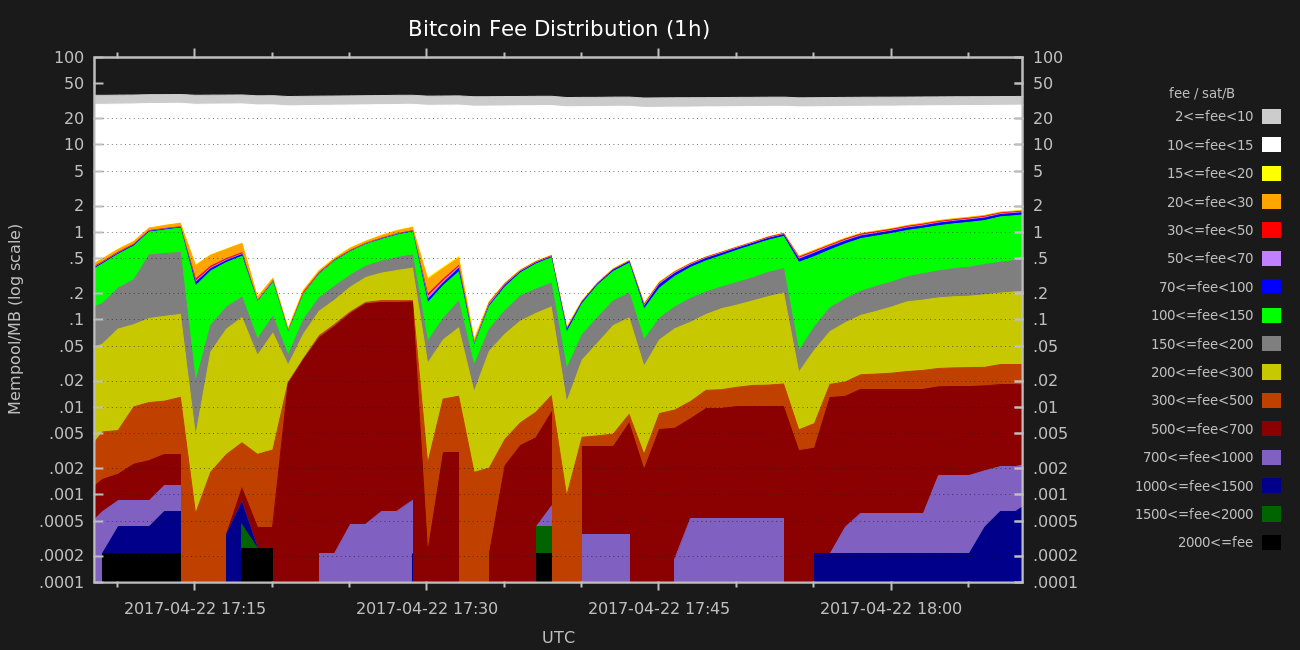 Bitcoin Fee Distribution (1h)
100 100
50 50
20 20
10 10
5 5
2 2
1 1
.5 .5
.2 .2
.1 .1
.05 .05
.02 .02
.01 .01
.005 .005
.002 .002
.001 .001
.0005 .0005
.0002 .0002
.0001 .0001
Mempool/MB (log scale)
2017-04-22 17:15 2017-04-22 17:30 2017-04-22 17:45 2017-04-22 18:00
UTC
fee / sat/B
2<=fee<10
10<=fee<15
15<=fee<20
20<=fee<30
30<=fee<50
50<=fee<70
70<=fee<100
100<=fee<150
150<=fee<200
200<=fee<300
300<=fee<500
500<=fee<700
700<=fee<1000
1000<=fee<1500
1500<=fee<2000
2000<=fee